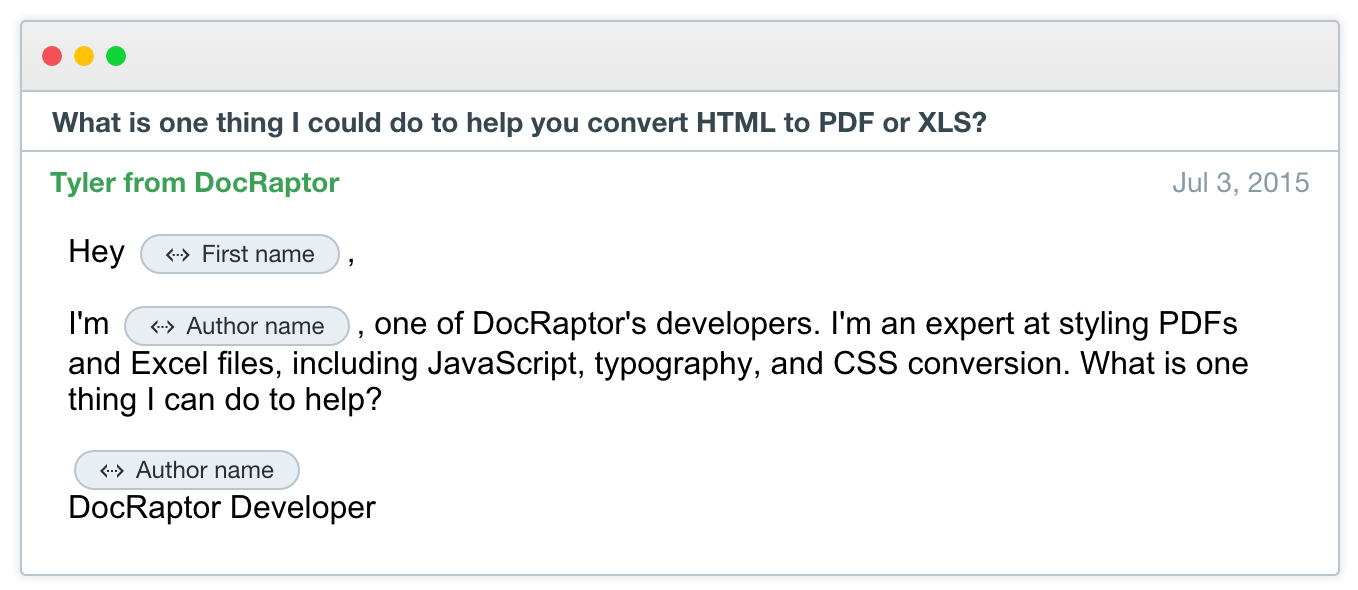 What is one thing I could do to help you convert HTML to PDF or XLS?
Tyler from DocRaptor Jul 3, 2015
Hey <··> First name ,
I'm <··> Author name , one of DocRaptor's developers. I'm an expert at styling PDFs
and Excel files, including JavaScript, typography, and CSS conversion. What is one
thing I can do to help?
<··> Author name
DocRaptor Developer